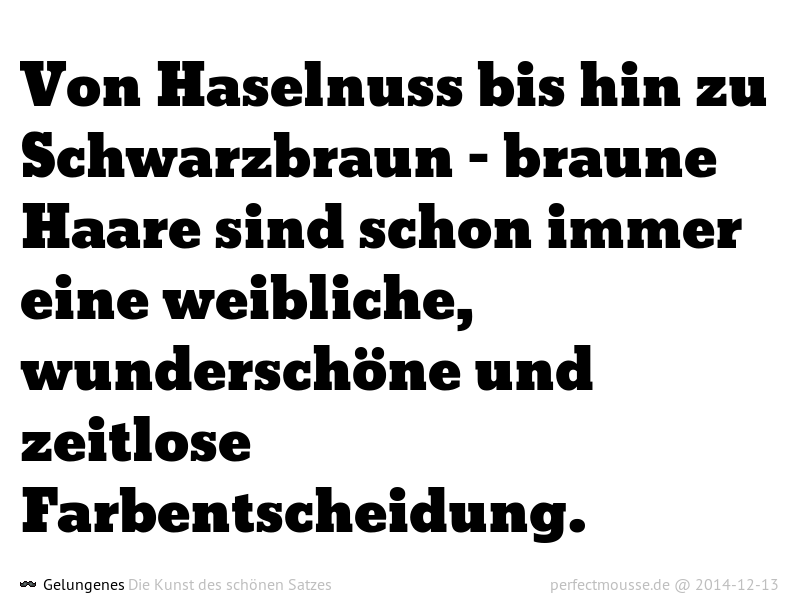 Von Haselnuss bis hin zu
Schwarzbraun - braune
Haare sind schon immer
eine weibliche,
wunderschöne und
zeitlose
Farbentscheidung.
Gelungenes Die Kunst des schönen Satzes
perfectmousse.de @ 2014-12-13